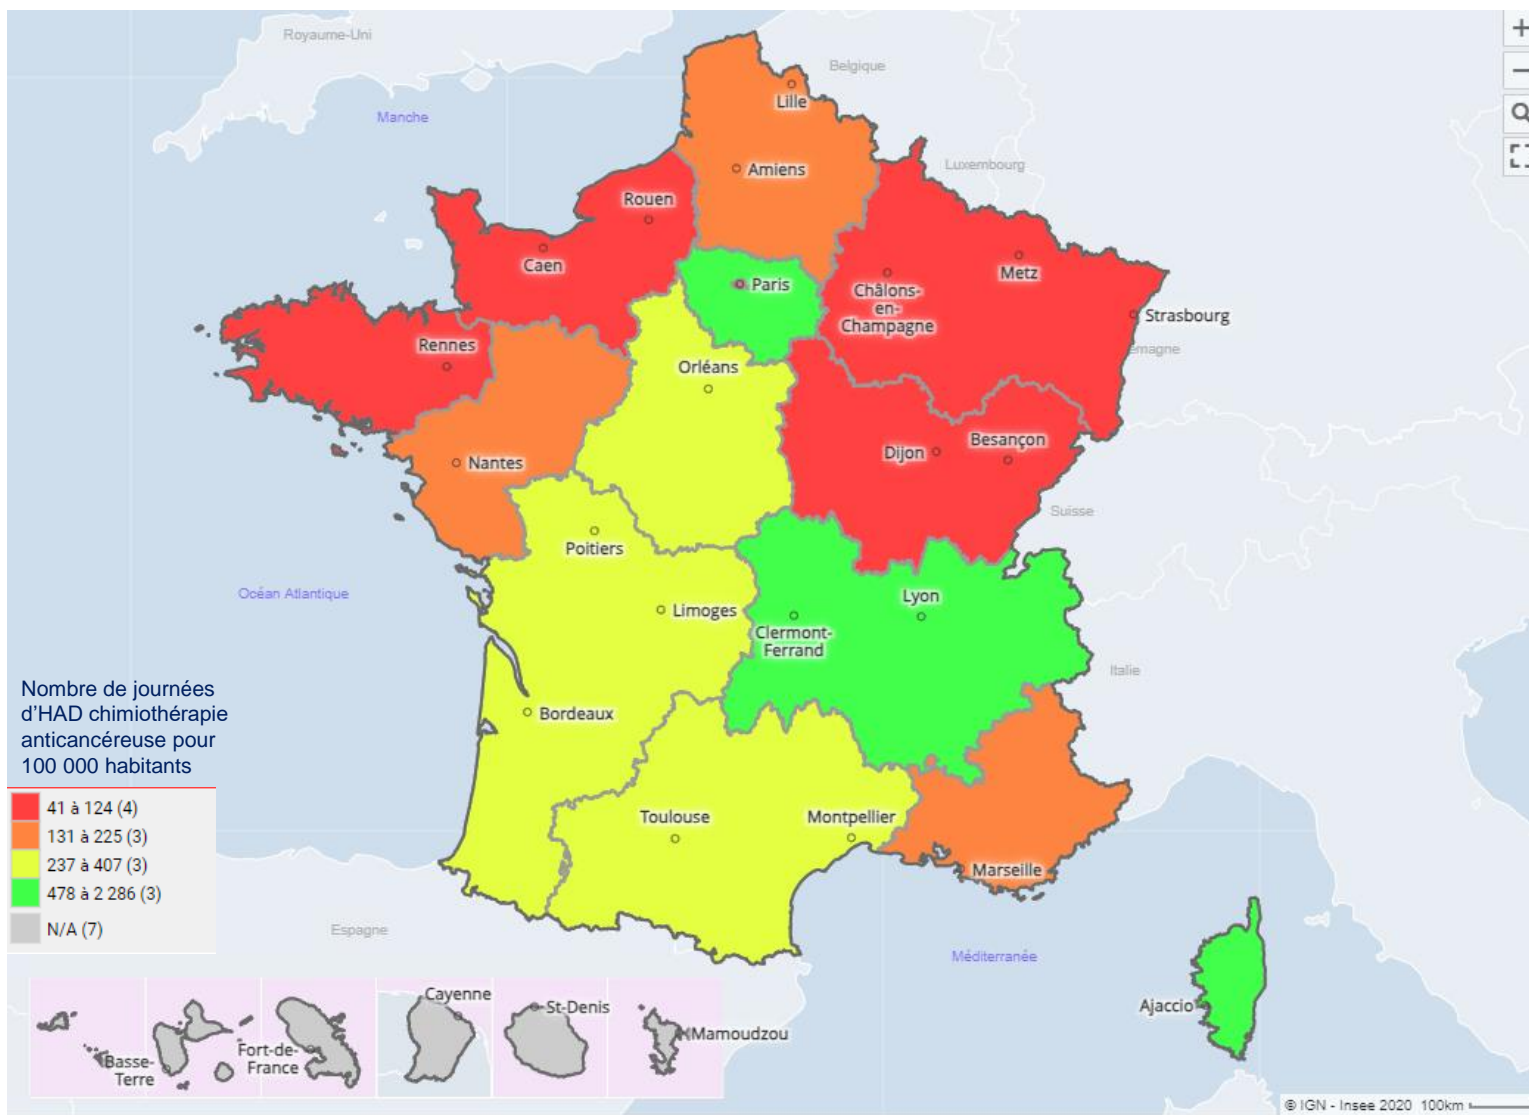 Royaume-Uni
Belgique
Lille
Manche
Luxembourg
Amiens
Rouen
Caen
Metz
Paris
Châlons-
en-
Champagne
Strasbourg
emagne
Rennes
Orléans
Besançon
Dijon
Nantes
Suisse
Poitiers
Océan Atlantique
Lyon
Limoges
Clermont-
Ferrand
Italie
Bordeaux
Nombre de journées
d’HAD chimiothérapie
anticancéreuse pour
100 000 habitants
41 à 124 (4)
131 à 225 (3)
237 à 407 (3)
478 à 2 286 (3)
N/A (7)
Toulouse
Montpellier
Marseille
Espagne
Méditerranée
Ajaccio
Basse-
Terre
Fort-de-
France
Cayenne
St-Denis
Mamoudzou
© IGN - Insee 2020 100km